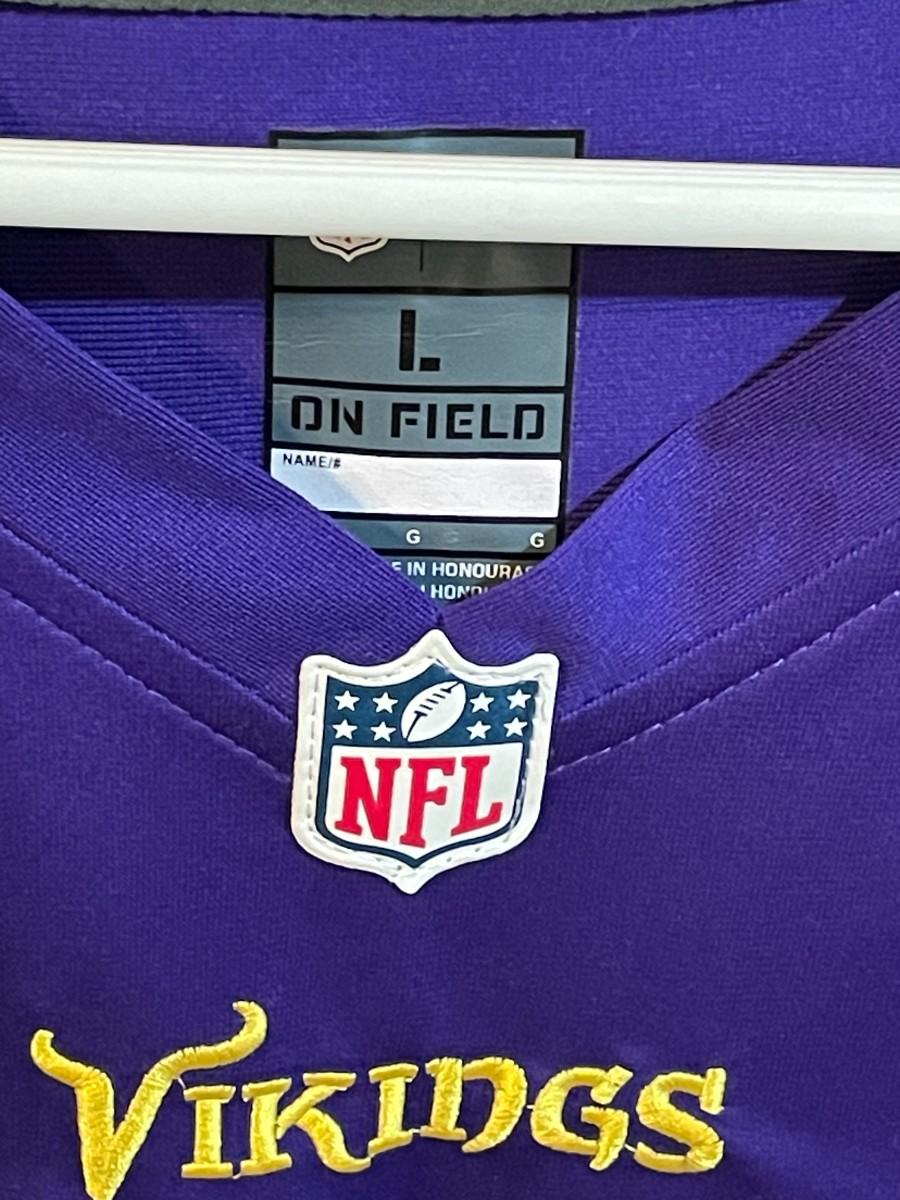 L
ON FIELD
NAME/#
G G
IN HONOURAS
NFL
VIKINGS